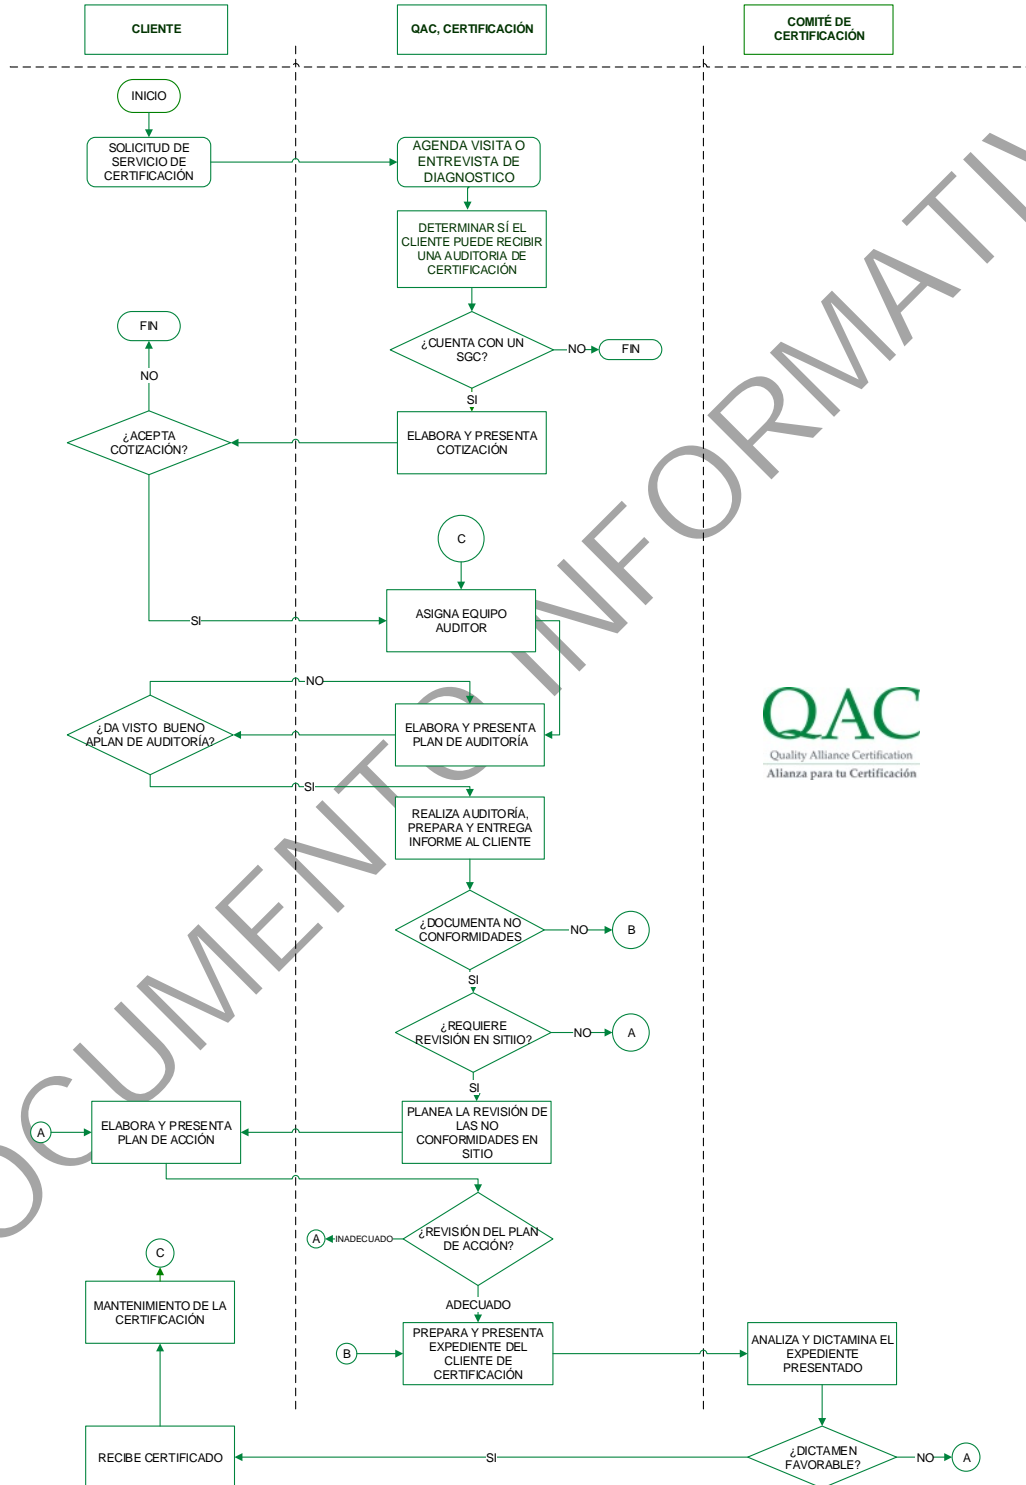 CLIENTE
QAC, CERTIFICACIÓN
COMITÉ DE
CERTIFICACIÓN
INICIO
SOLICITUD DE
SERVICIO DE
CERTIFICACIÓN
AGENDA VISITA O
ENTREVISTA DE
DIAGNOSTICO
DETERMINAR SÍ EL
CLIENTE PUEDE RECIBIR
UNA AUDITORIA DE
CERTIFICACIÓN
FIN
¿CUENTA CON UN
SGC?
NO
FIN
NO
SI
¿ACEPTA
COTIZACIÓN?
ELABORA Y PRESENTA
COTIZACIÓN
C
ASIGNA EQUIPO
AUDITOR
SI
NO
¿DA VISTO BUENO
APLAN DE AUDITORÍA?
ELABORA Y PRESENTA
PLAN DE AUDITORÍA
QAC
Quality Alliance Certification
Alianza para tu Certificación
SI
REALIZA AUDITORÍA,
PREPARA Y ENTREGA
INFORME AL CLIENTE
¿DOCUMENTA NO
CONFORMIDADES
NO
B
SI
¿REQUIERE
REVISIÓN EN SITIIO?
NO
A
SI
A
ELABORA Y PRESENTA
PLAN DE ACCIÓN
PLANEA LA REVISIÓN DE
LAS NO
CONFORMIDADES EN
SITIO
¿REVISIÓN DEL PLAN
DE ACCIÓN?
A
INADECUADO
C
ADECUADO
MANTENIMIENTO DE LA
CERTIFICACIÓN
B
PREPARA Y PRESENTA
EXPEDIENTE DEL
CLIENTE DE
CERTIFICACIÓN
ANALIZA Y DICTAMINA EL
EXPEDIENTE
PRESENTADO
RECIBE CERTIFICADO
SI
¿DICTAMEN
FAVORABLE?
NO
A
OCUMENTO INFORMATIV